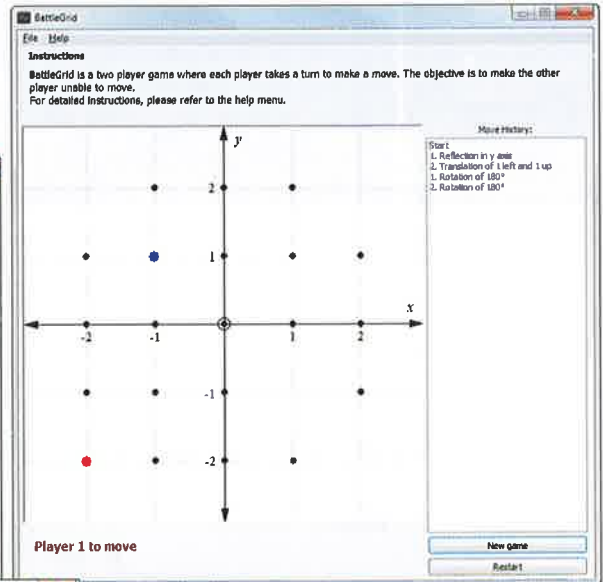 BattleGrid
File Help
Instructions
BattleGrid is a two player game where each player takes a turn to make a move. The objective is to make the other
player unable to move.
For detailed instructions, please refer to the help menu.
Move History:
Start
1. Reflection in y axis
2. Translation of 1 left and 1 up
1. Rotation of 180°
2. Rotation of 180°
y
2
1
x
-2 -1 1 2
-1
-2
Player 1 to move
New game
Restart